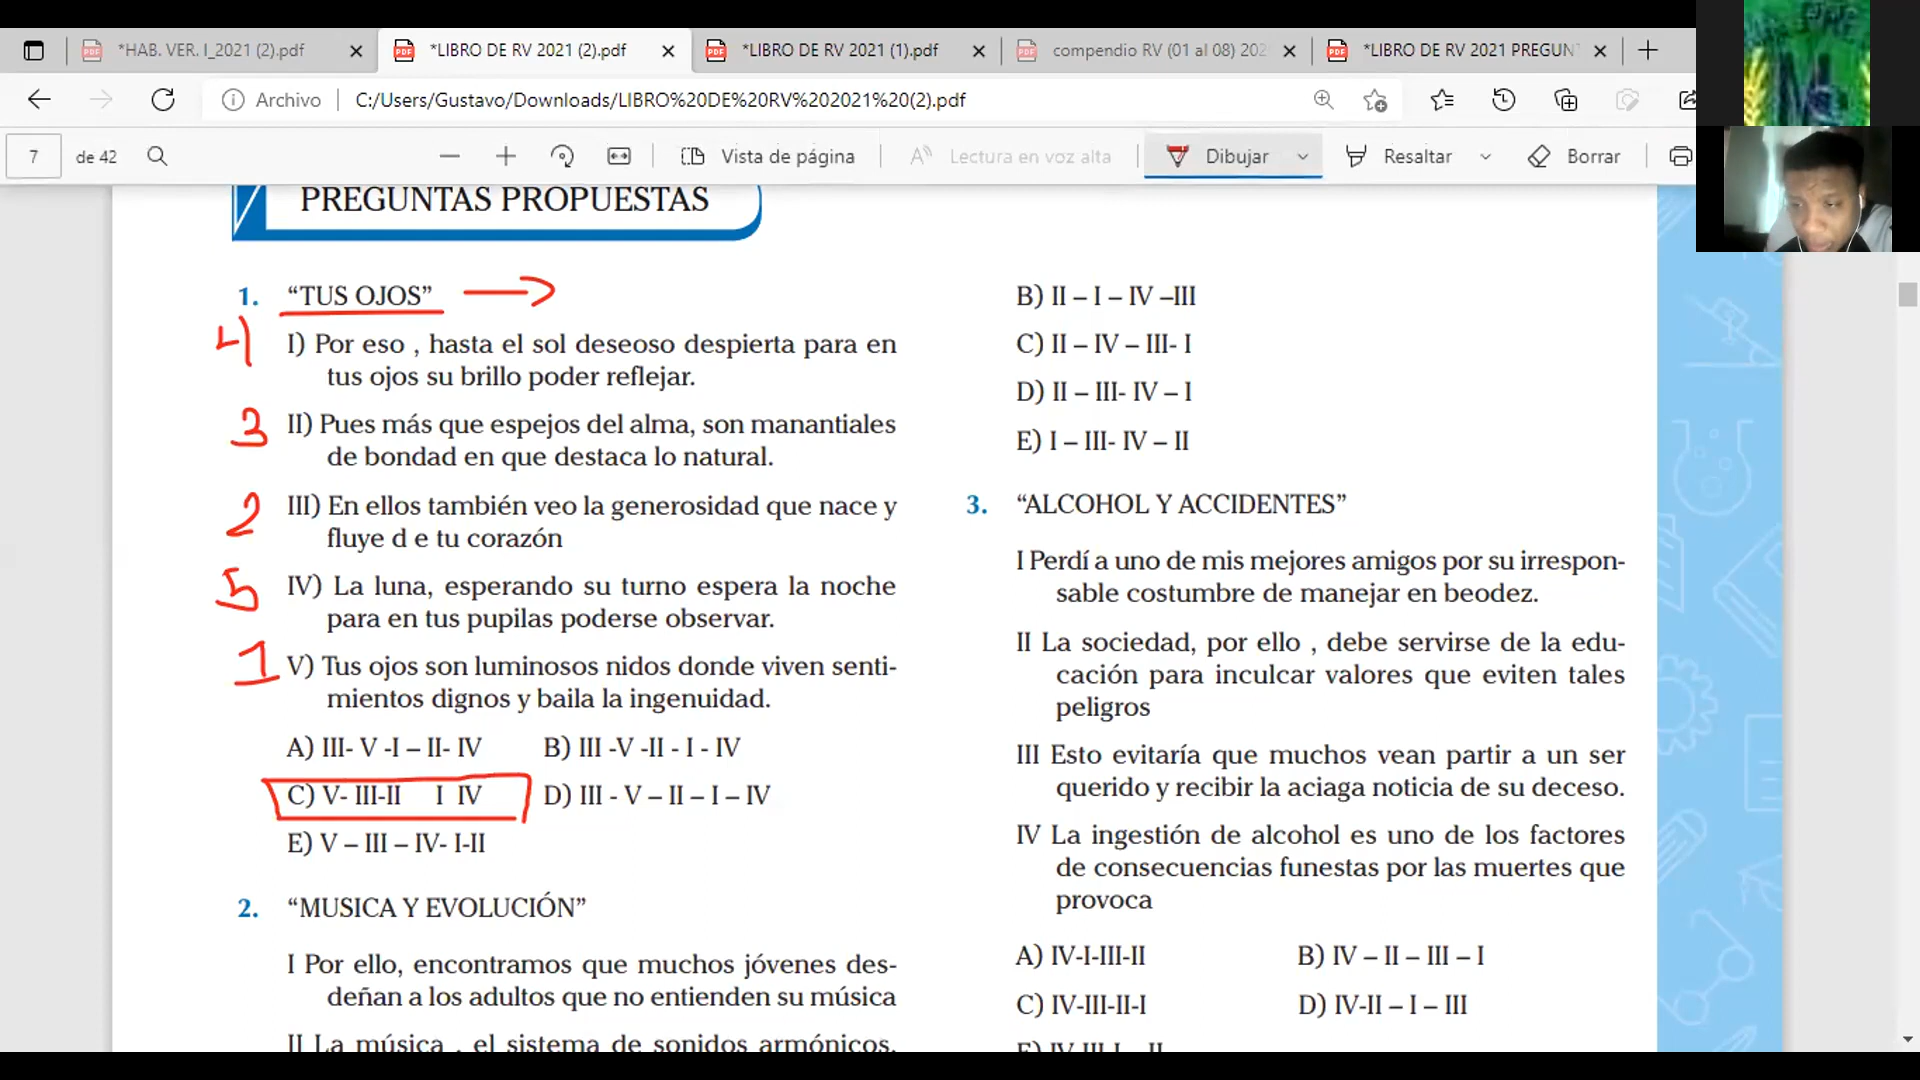 *HAB. VER. I_2021 (2).pdf
*LIBRO DE RV 2021 (2).pdf
*LIBRO DE RV 2021 (1).pdf
compendio RV (01 al 08) 202
*LIBRO DE RV 2021 PREGUN
Archivo
C:/Users/Gustavo/Downloads/LIBRO%20DE%20RV%202021%20(2).pdf
7
de 42
Vista de página
Lectura en voz alta
Dibujar
Resaltar
Borrar
PREGUNTAS PROPUESTAS
1. “TUS OJOS”
4 I) Por eso , hasta el sol deseoso despierta para en
tus ojos su brillo poder reflejar.
3 II) Pues más que espejos del alma, son manantiales
de bondad en que destaca lo natural.
2 III) En ellos también veo la generosidad que nace y
fluye d e tu corazón
5 IV) La luna, esperando su turno espera la noche
para en tus pupilas poderse observar.
1 V) Tus ojos son luminosos nidos donde viven senti-
mientos dignos y baila la ingenuidad.
A) III- V -I – II- IV B) III -V -II - I - IV
C) V- III-II I IV D) III - V – II – I – IV
E) V – III – IV- I-II
2. “MUSICA Y EVOLUCIÓN”
I Por ello, encontramos que muchos jóvenes des-
deñan a los adultos que no entienden su música
II La música , el sistema de sonidos armónicos,
B) II – I – IV –III
C) II – IV – III- I
D) II – III- IV – I
E) I – III- IV – II
3. “ALCOHOL Y ACCIDENTES”
I Perdí a uno de mis mejores amigos por su irrespon-
sable costumbre de manejar en beodez.
II La sociedad, por ello , debe servirse de la edu-
cación para inculcar valores que eviten tales
peligros
III Esto evitaría que muchos vean partir a un ser
querido y recibir la aciaga noticia de su deceso.
IV La ingestión de alcohol es uno de los factores
de consecuencias funestas por las muertes que
provoca
A) IV-I-III-II B) IV – II – III – I
C) IV-III-II-I D) IV-II – I – III
E) IV-III-I – II